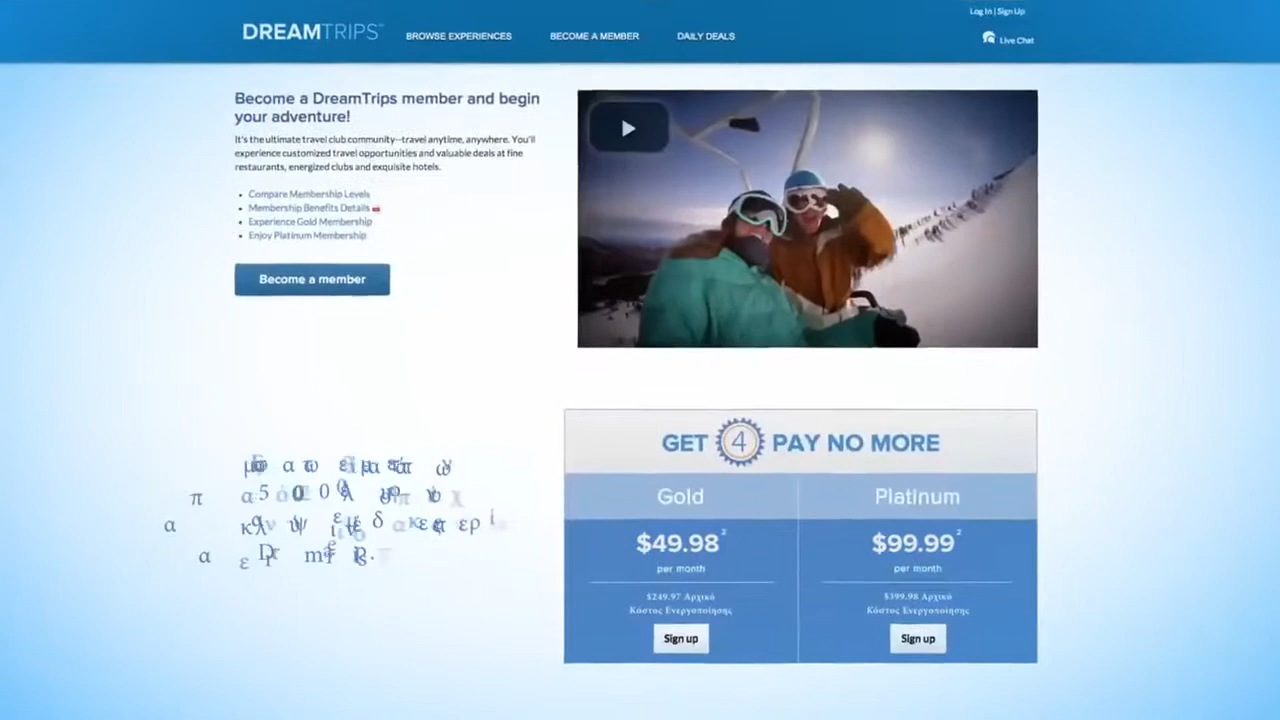 DREAMTRIPS™
BROWSE EXPERIENCES
BECOME A MEMBER
DAILY DEALS
Log In | Sign Up
Live Chat
Become a DreamTrips member and begin
your adventure!
It's the ultimate travel club community--travel anytime, anywhere. You'll
experience customized travel opportunities and valuable deals at fine
restaurants, energized clubs and exquisite hotels.
• Compare Membership Levels
• Membership Benefits Details
• Experience Gold Membership
• Enjoy Platinum Membership
Become a member
GET 4 PAY NO MORE
Gold
$49.98²
per month
$249.97 Αρχικό
Κόστος Ενεργοποίησης
Sign up
Platinum
$99.99²
per month
$399.98 Αρχικό
Κόστος Ενεργοποίησης
Sign up